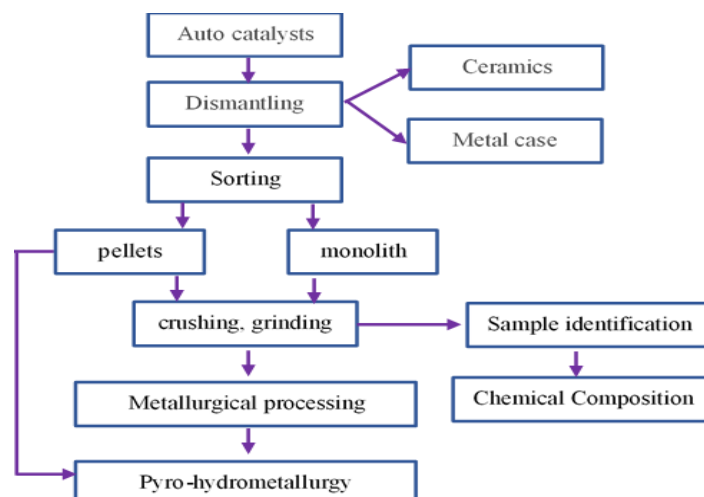 Auto catalysts
Ceramics
Dismantling
Metal case
Sorting
pellets
monolith
crushing, grinding
Sample identification
Metallurgical processing
Chemical Composition
Pyro-hydrometallurgy